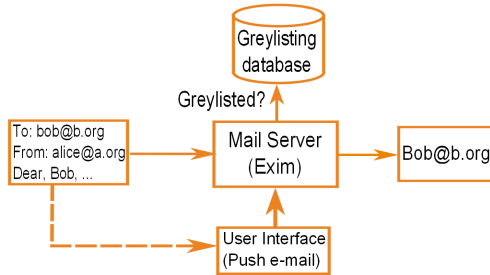 Greylisting
database
Greylisted?
To: bob@b.org
From: alice@a.org
Dear, Bob, ...
Mail Server
(Exim)
Bob@b.org
User Interface
(Push e-mail)